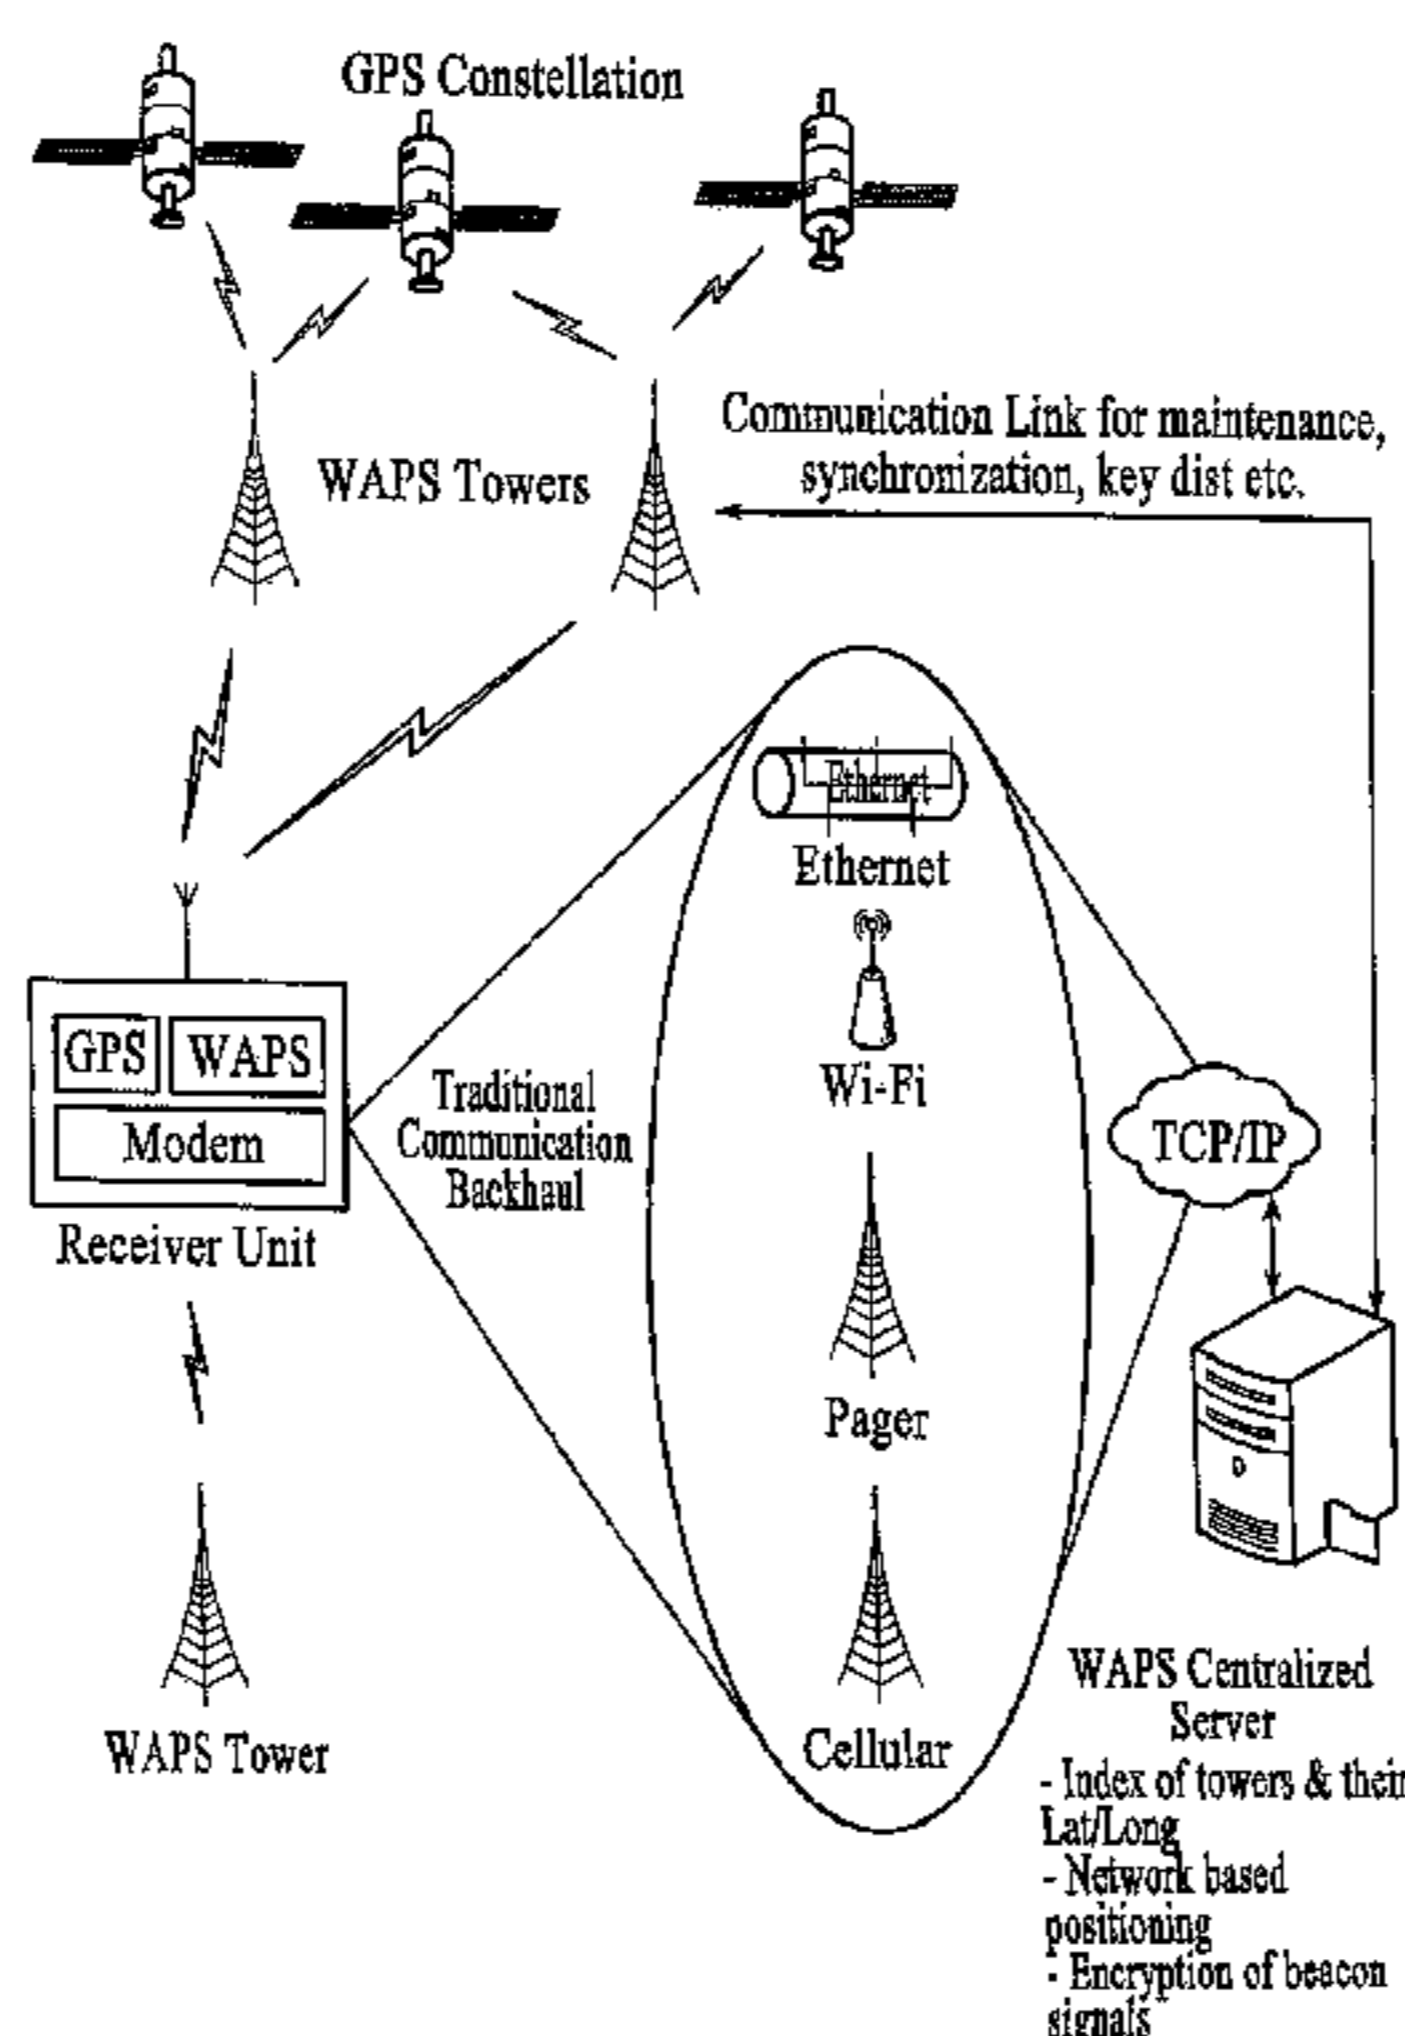 GPS Constellation
WAPS Towers
Communication Link for maintenance,
synchronization, key dist etc.
Ethernet
Ethernet
Wi-Fi
GPS
WAPS
Modem
Receiver Unit
Traditional
Communication
Backhaul
TCP/IP
Pager
Cellular
WAPS Tower
WAPS Centralized
Server
- Index of towers & their
Lat/Long
- Network based
positioning
- Encryption of beacon
signals